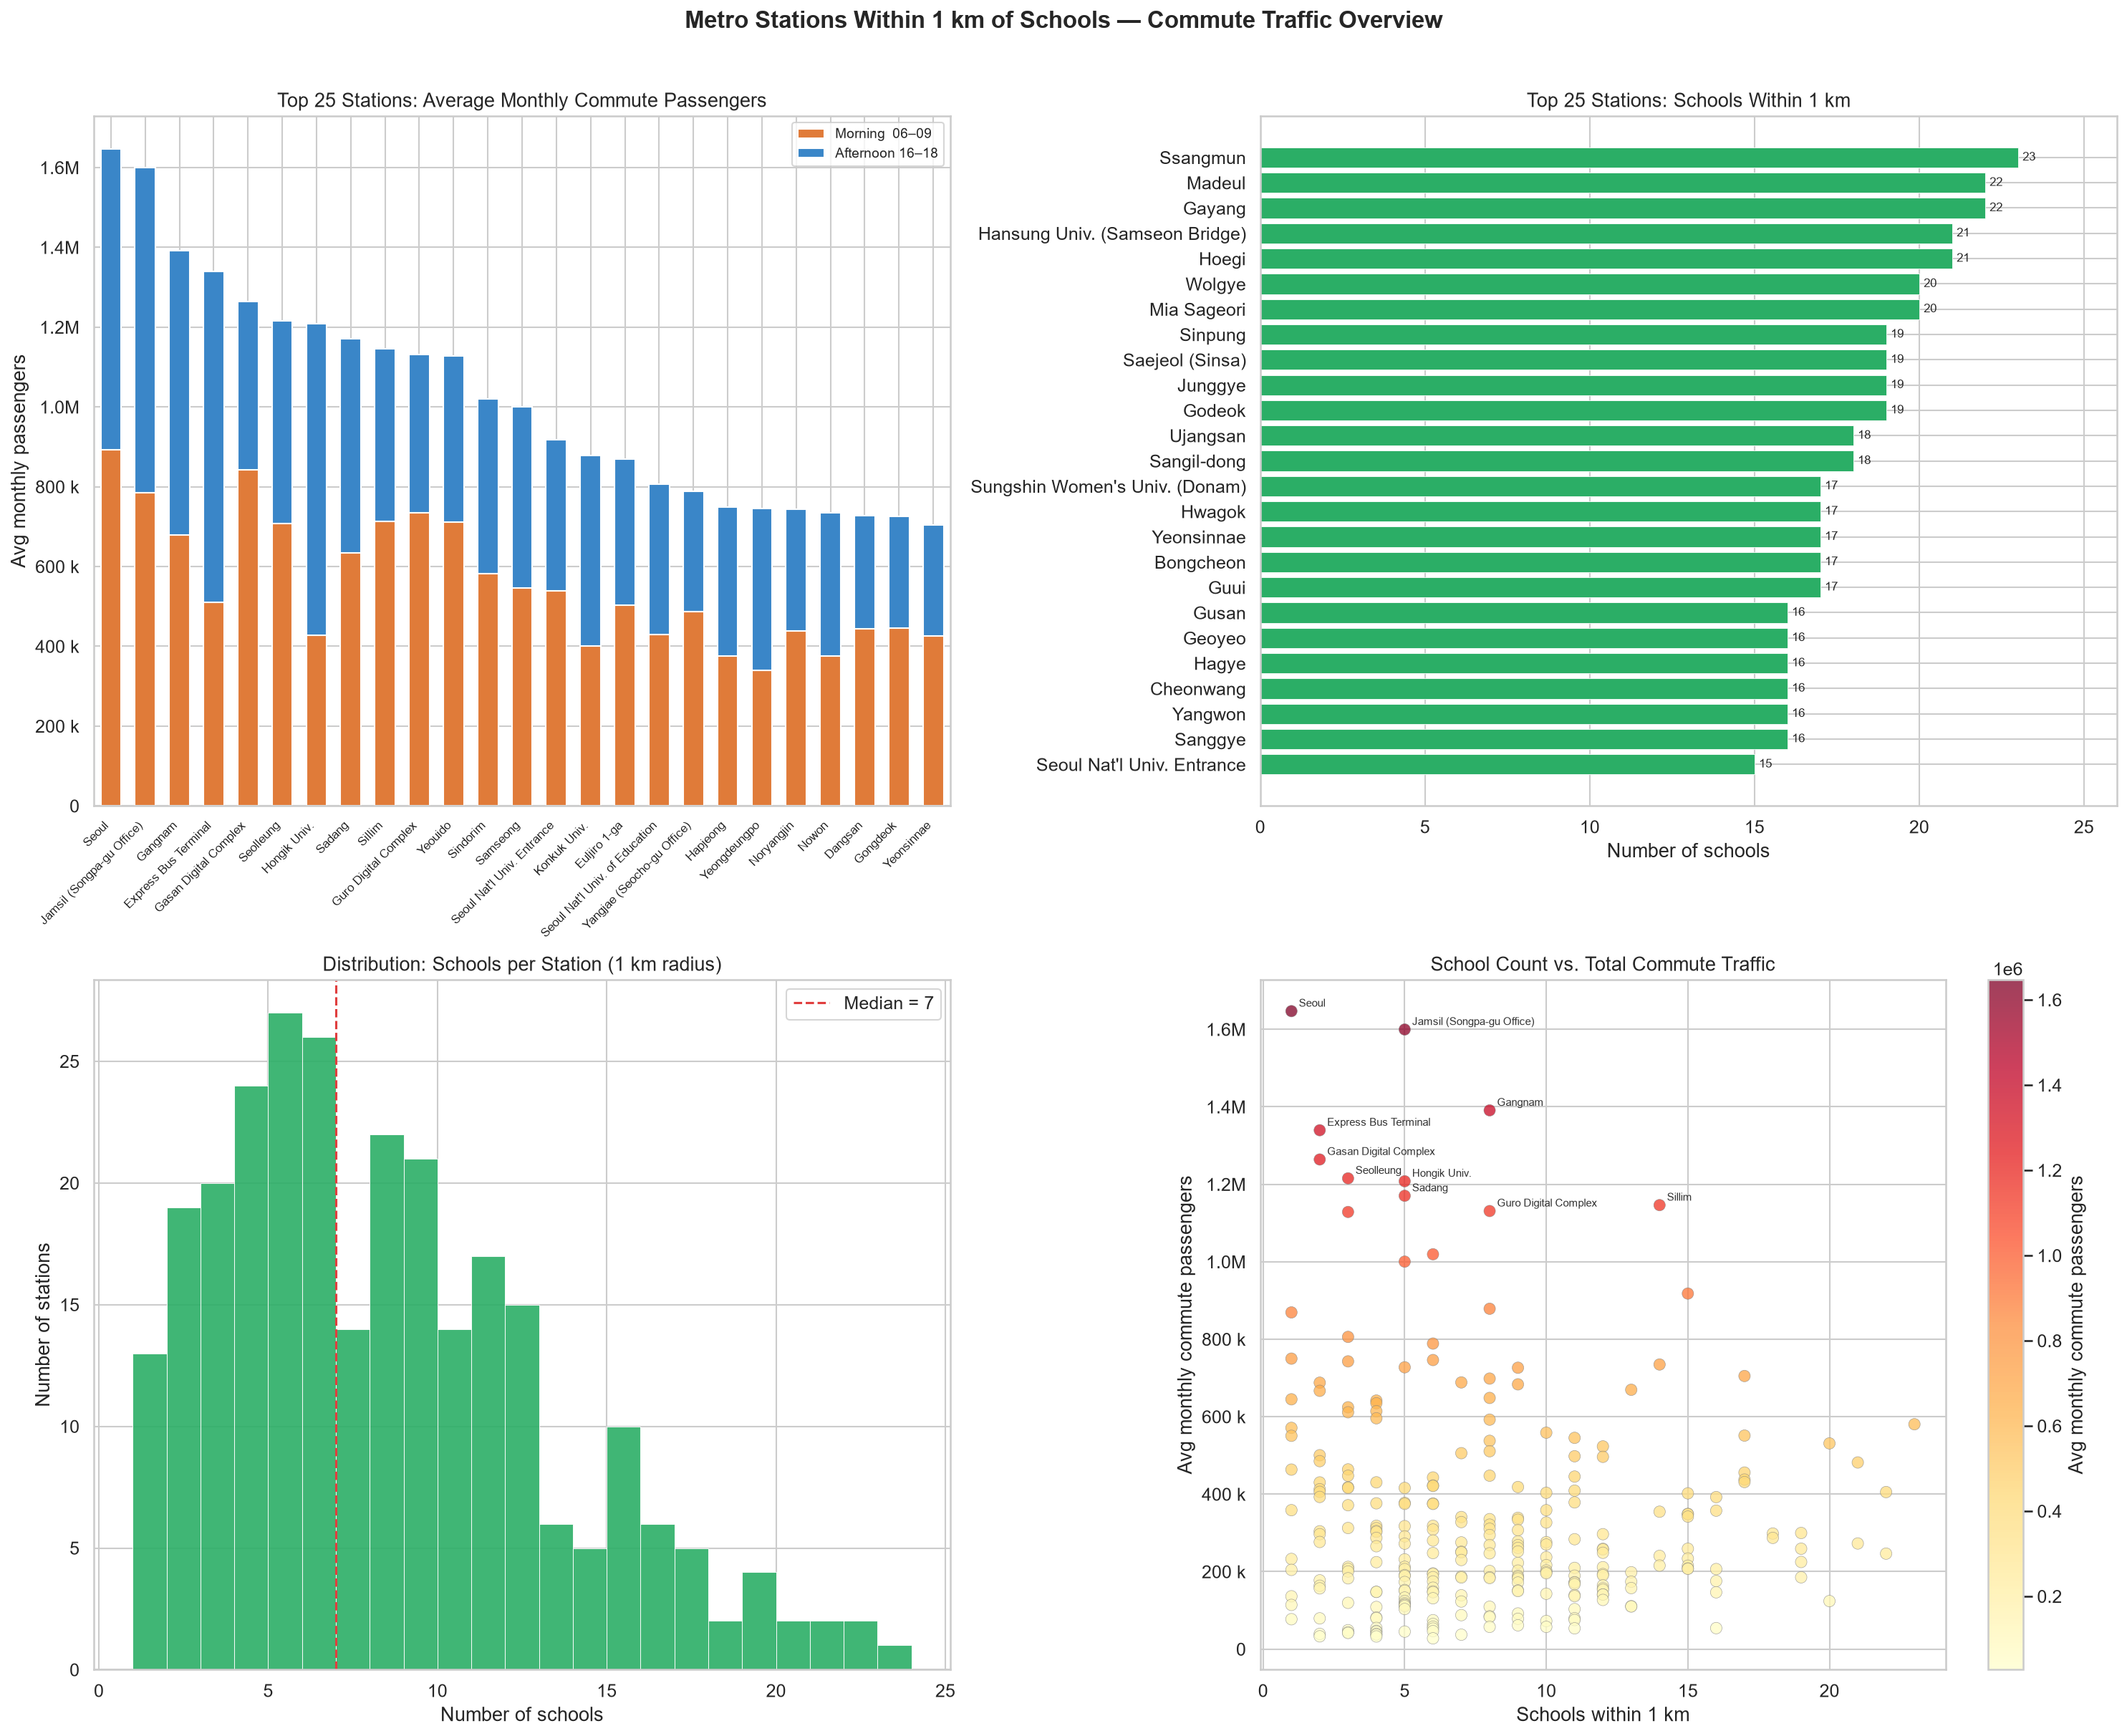 Metro Stations Within 1 km of Schools — Commute Traffic Overview
Top 25 Stations: Average Monthly Commute Passengers
Morning  06–09
Afternoon 16–18
Avg monthly passengers
1.6M
1.4M
1.2M
1.0M
800 k
600 k
400 k
200 k
0
Seoul
Jamsil (Songpa-gu Office)
Gangnam
Express Bus Terminal
Gasan Digital Complex
Seolleung
Hongik Univ.
Sadang
Sillim
Guro Digital Complex
Yeouido
Sindorim
Samseong
Seoul Nat'l Univ. Entrance
Konkuk Univ.
Euljiro 1-ga
Seoul Nat'l Univ. of Education
Yangjae (Seocho-gu Office)
Hapjeong
Yeongdeungpo
Noryangjin
Nowon
Dangsan
Gongdeok
Yeonsinnae
Top 25 Stations: Schools Within 1 km
Ssangmun 23
Madeul 22
Gayang 22
Hansung Univ. (Samseon Bridge) 21
Hoegi 21
Wolgye 20
Mia Sageori 20
Sinpung 19
Saejeol (Sinsa) 19
Junggye 19
Godeok 19
Ujangsan 18
Sangil-dong 18
Sungshin Women's Univ. (Donam) 17
Hwagok 17
Yeonsinnae 17
Bongcheon 17
Guui 17
Gusan 16
Geoyeo 16
Hagye 16
Cheonwang 16
Yangwon 16
Sanggye 16
Seoul Nat'l Univ. Entrance 15
0 5 10 15 20 25
Number of schools
Distribution: Schools per Station (1 km radius)
Median = 7
Number of stations
25
20
15
10
5
0
0 5 10 15 20 25
Number of schools
School Count vs. Total Commute Traffic
Avg monthly commute passengers
1.6M
1.4M
1.2M
1.0M
800 k
600 k
400 k
200 k
0
Seoul
Jamsil (Songpa-gu Office)
Gangnam
Express Bus Terminal
Gasan Digital Complex
Seolleung
Hongik Univ.
Sadang
Sillim
Guro Digital Complex
0 5 10 15 20
Schools within 1 km
1e6
1.6
1.4
1.2
1.0
0.8
0.6
0.4
0.2
Avg monthly commute passengers